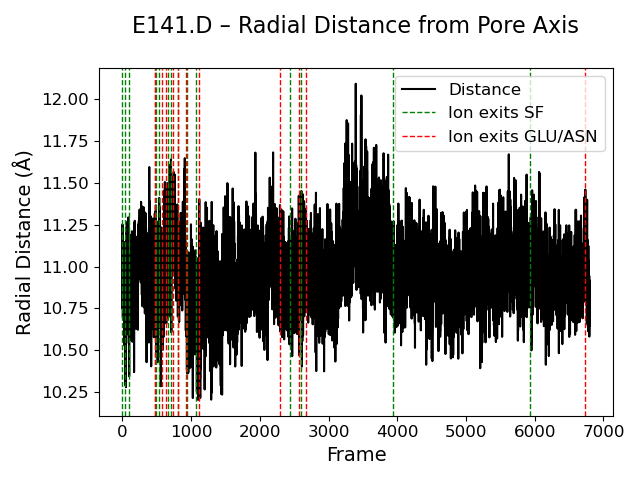 E141.D – Radial Distance from Pore Axis
Distance
Ion exits SF
Ion exits GLU/ASN
12.00
11.75
11.50
11.25
11.00
10.75
10.50
10.25
Radial Distance (Å)
0 1000 2000 3000 4000 5000 6000 7000
Frame